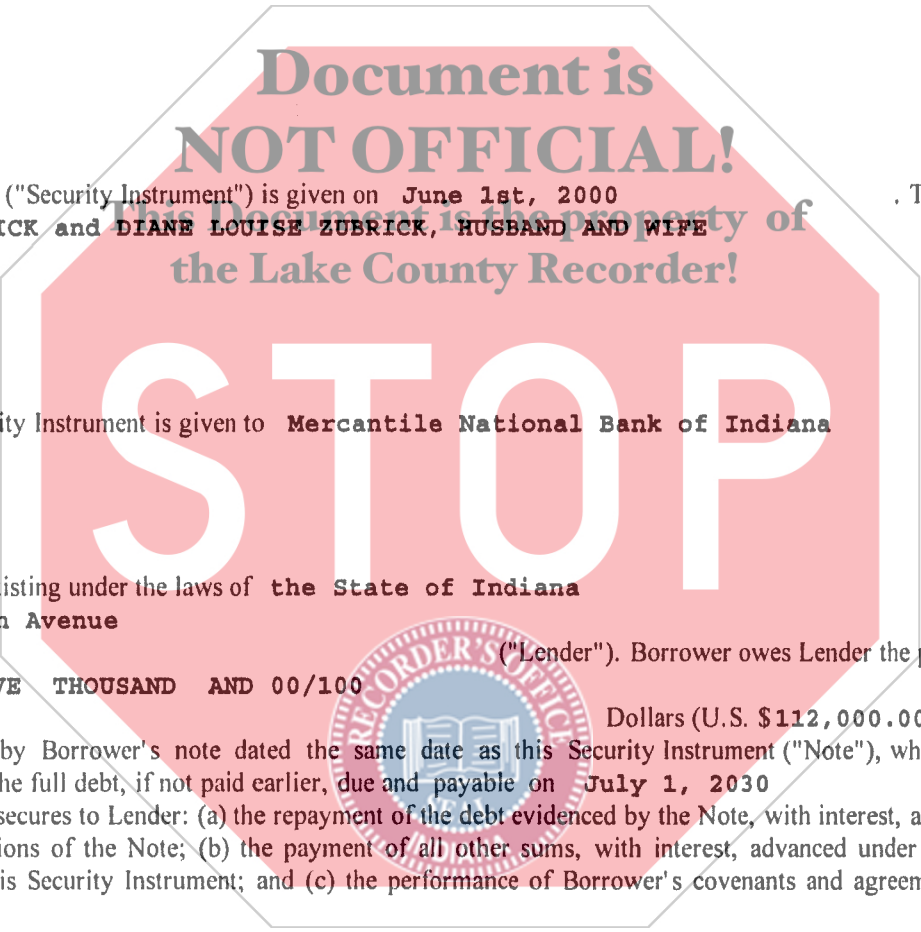 Document is
NOT OFFICIAL!
("Security Instrument") is given on June 1st, 2000 . T
This Document is the property of
ICK and DIANE LOUISE ZUBRICK, HUSBAND AND WIFE
the Lake County Recorder!
STOP
ity Instrument is given to Mercantile National Bank of Indiana
isting under the laws of the State of Indiana
n Avenue
("Lender"). Borrower owes Lender the p
VE THOUSAND AND 00/100
Dollars (U.S. $112,000.00
by Borrower's note dated the same date as this Security Instrument ("Note"), wh
he full debt, if not paid earlier, due and payable on July 1, 2030
secures to Lender: (a) the repayment of the debt evidenced by the Note, with interest, a
ions of the Note; (b) the payment of all other sums, with interest, advanced under
is Security Instrument; and (c) the performance of Borrower's covenants and agreem
RECORDER'S OFFICE
SEAL
INDIANA